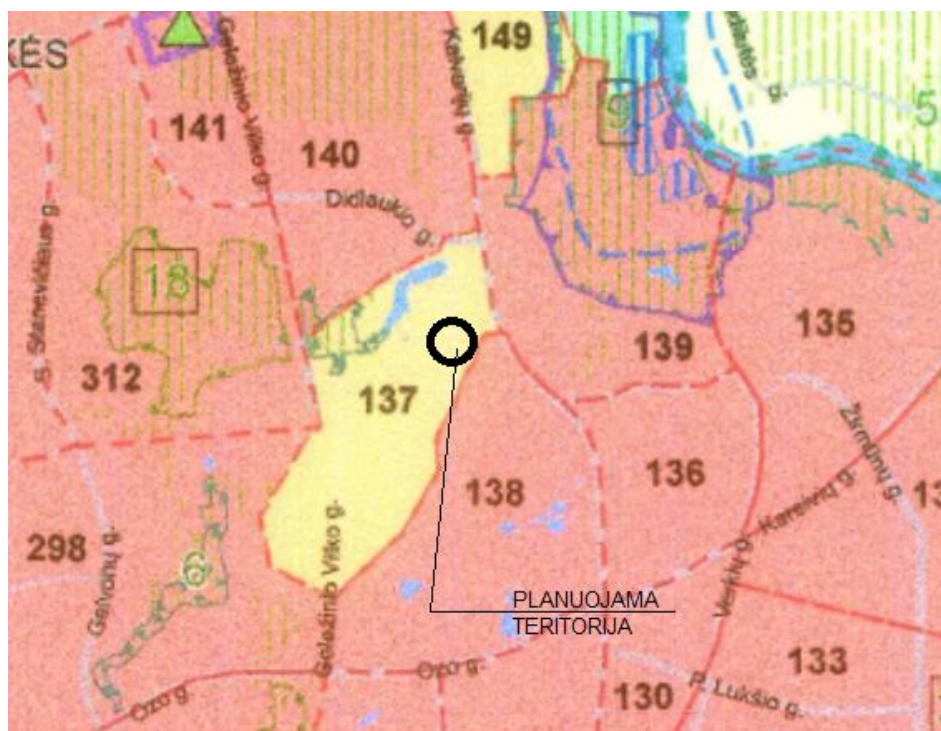 KĖS
149
Geležinio Vilko g.
Kalvarijų g.
9
5
141
140
Didlaukio g.
S. Stanevičiaus g.
18
135
139
312
137
Žirmūnų g.
138
136
Kareivių g.
298
Gelvonų g.
6
Geležinio Vilko g.
Verkių g.
PLANUOJAMA
TERITORIJA
Ozo g.
Ozo g.
133
130
P. Lukšio g.